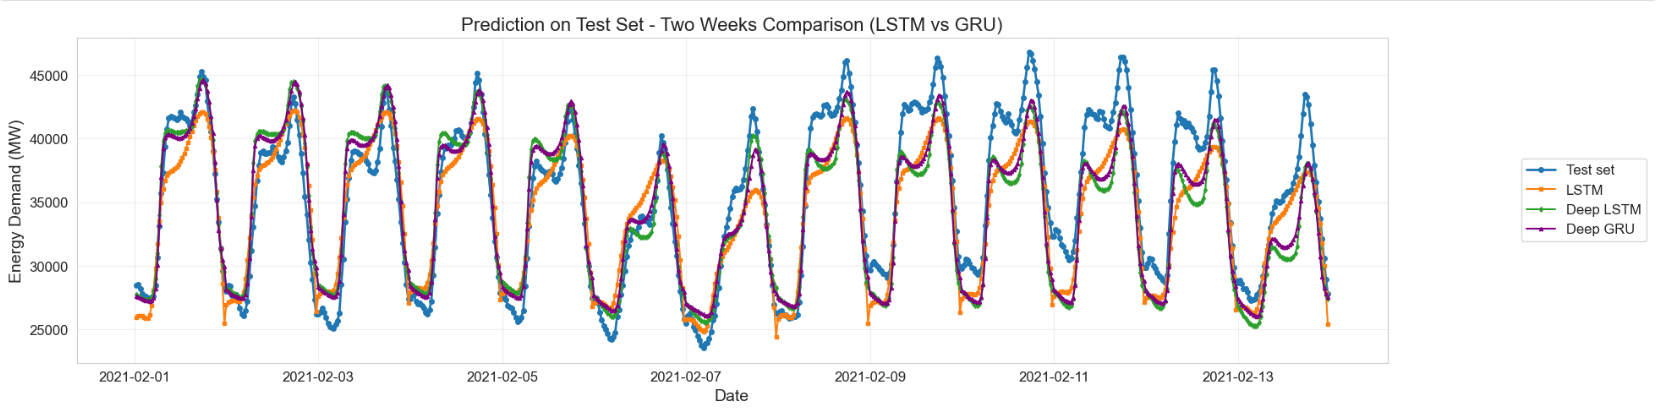 Prediction on Test Set - Two Weeks Comparison (LSTM vs GRU)
Energy Demand (MW)
45000
40000
35000
30000
25000
2021-02-01
2021-02-03
2021-02-05
2021-02-07
2021-02-09
2021-02-11
2021-02-13
Date
Test set
LSTM
Deep LSTM
Deep GRU